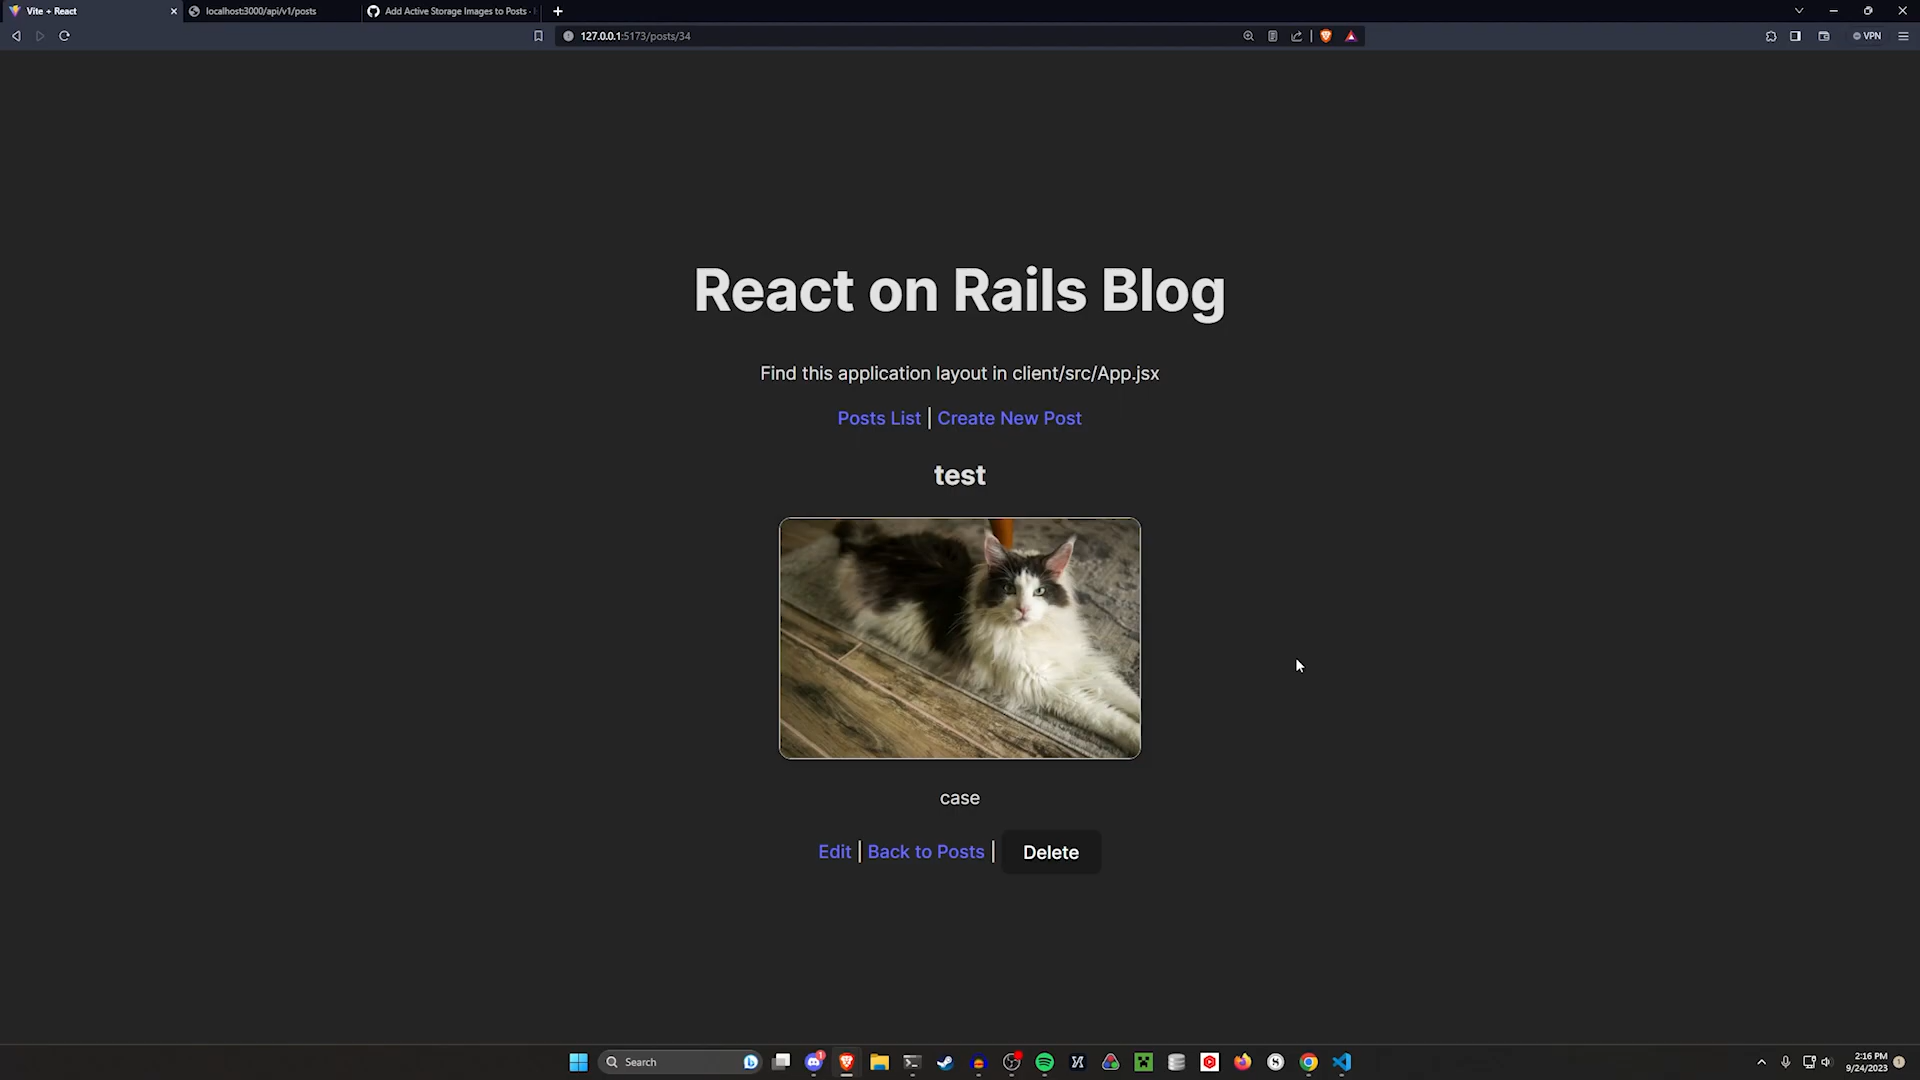 Vite + React
localhost:3000/api/v1/posts
Add Active Storage Images to Posts ·
127.0.0.1:5173/posts/34
VPN
React on Rails Blog
Find this application layout in client/src/App.jsx
Posts List | Create New Post
test
case
Edit | Back to Posts | Delete
Search
1
2:16 PM
9/24/2023
1